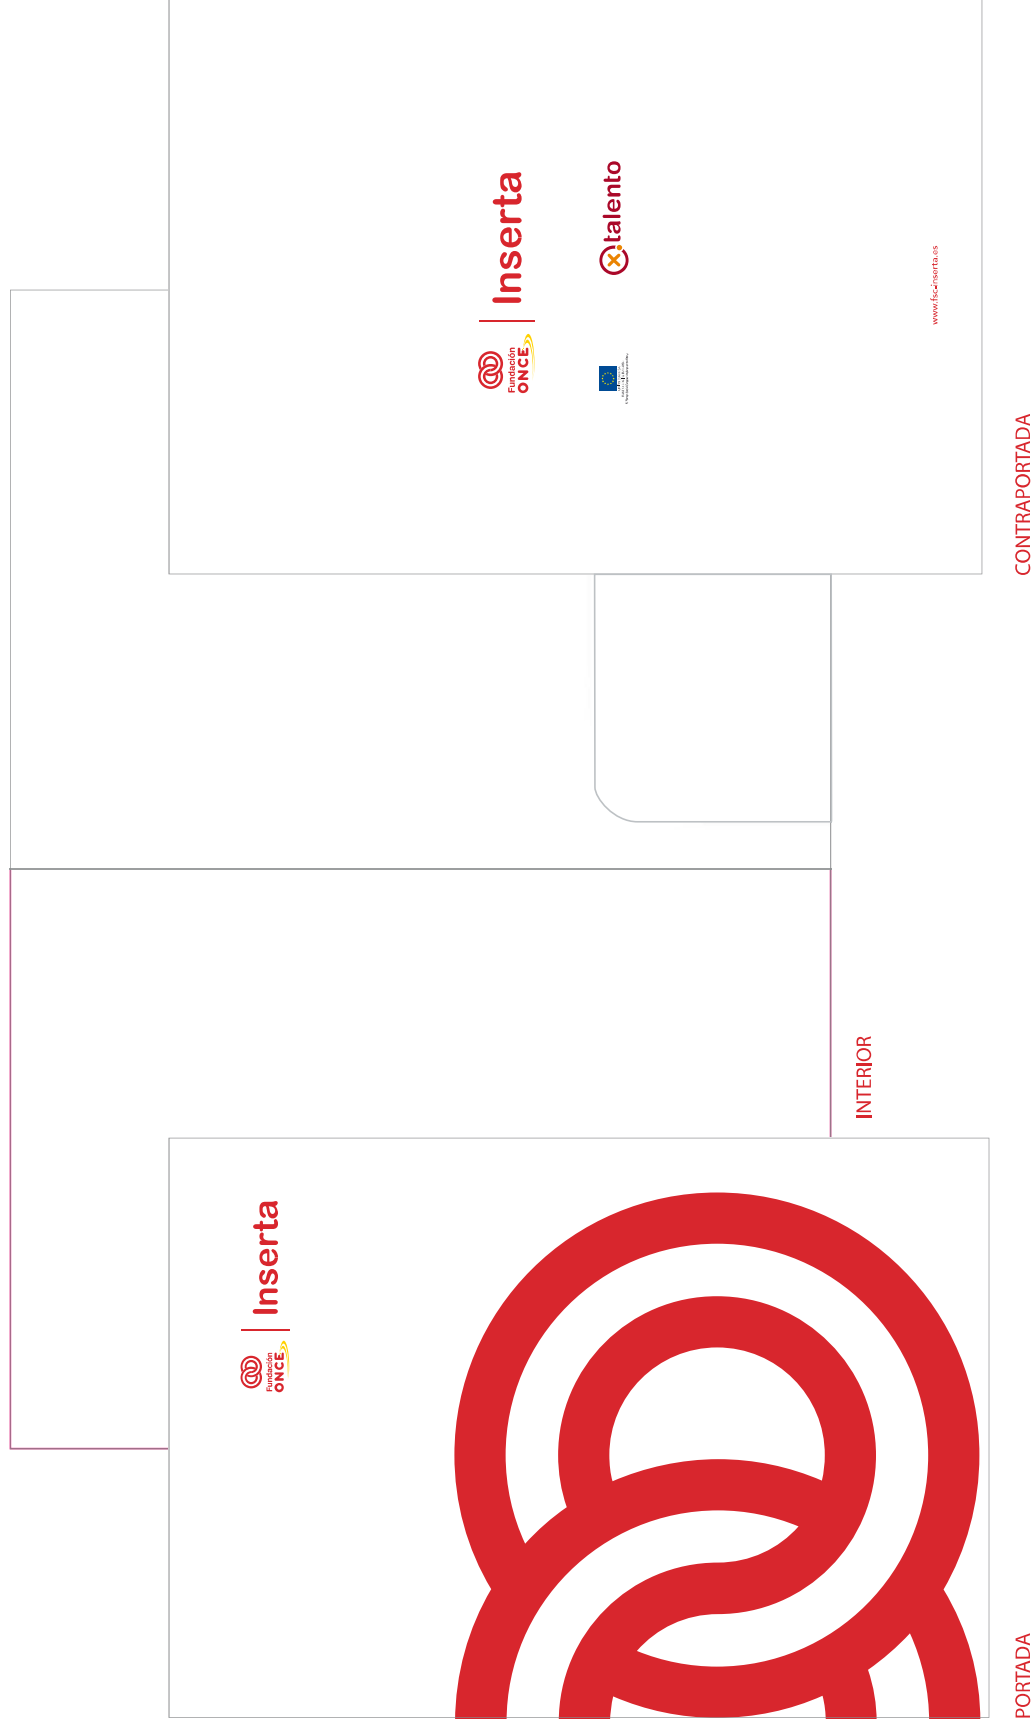 Fundación
ONCE
Inserta
PORTADA
INTERIOR
Fundación
ONCE
Inserta
x talento
www.fsc-inserta.es
CONTRAPORTADA